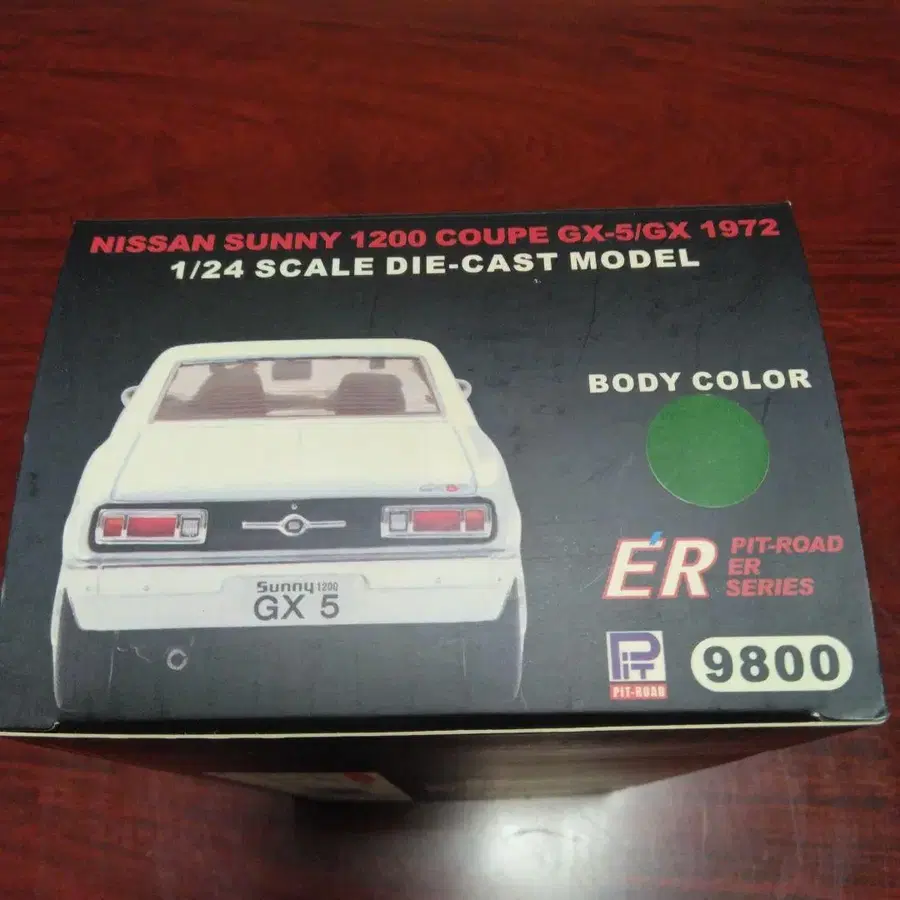 NISSAN SUNNY 1200 COUPE GX-5/GX 1972
1/24 SCALE DIE-CAST MODEL
BODY COLOR
Sunny 1200
GX 5
ER
PIT-ROAD
ER
SERIES
PIT
PIT-ROAD
9800